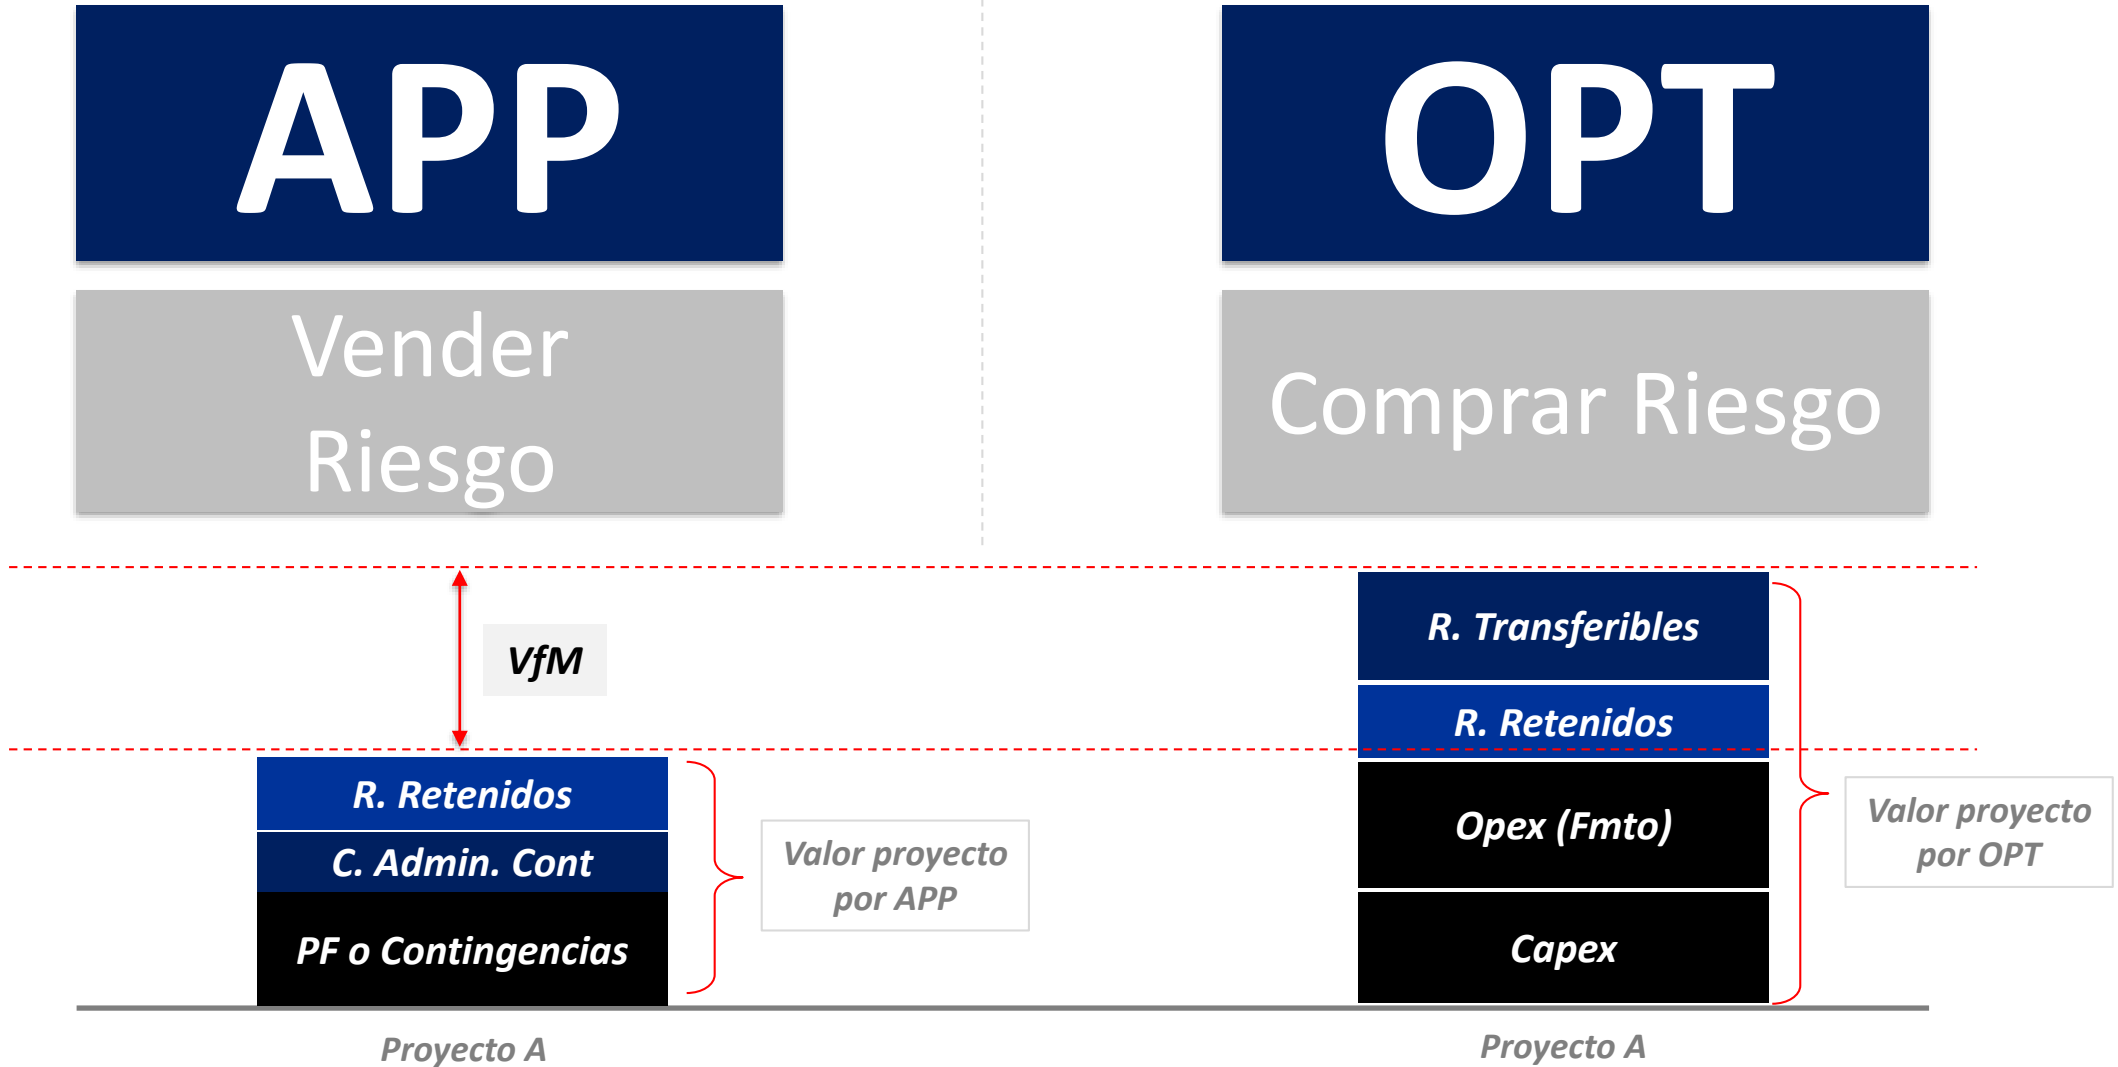 APP
OPT
Vender
Riesgo
Comprar Riesgo
VfM
R. Retenidos
C. Admin. Cont
PF o Contingencias
Valor proyecto
por APP
Proyecto A
R. Transferibles
R. Retenidos
Opex (Fmto)
Capex
Valor proyecto
por OPT
Proyecto A